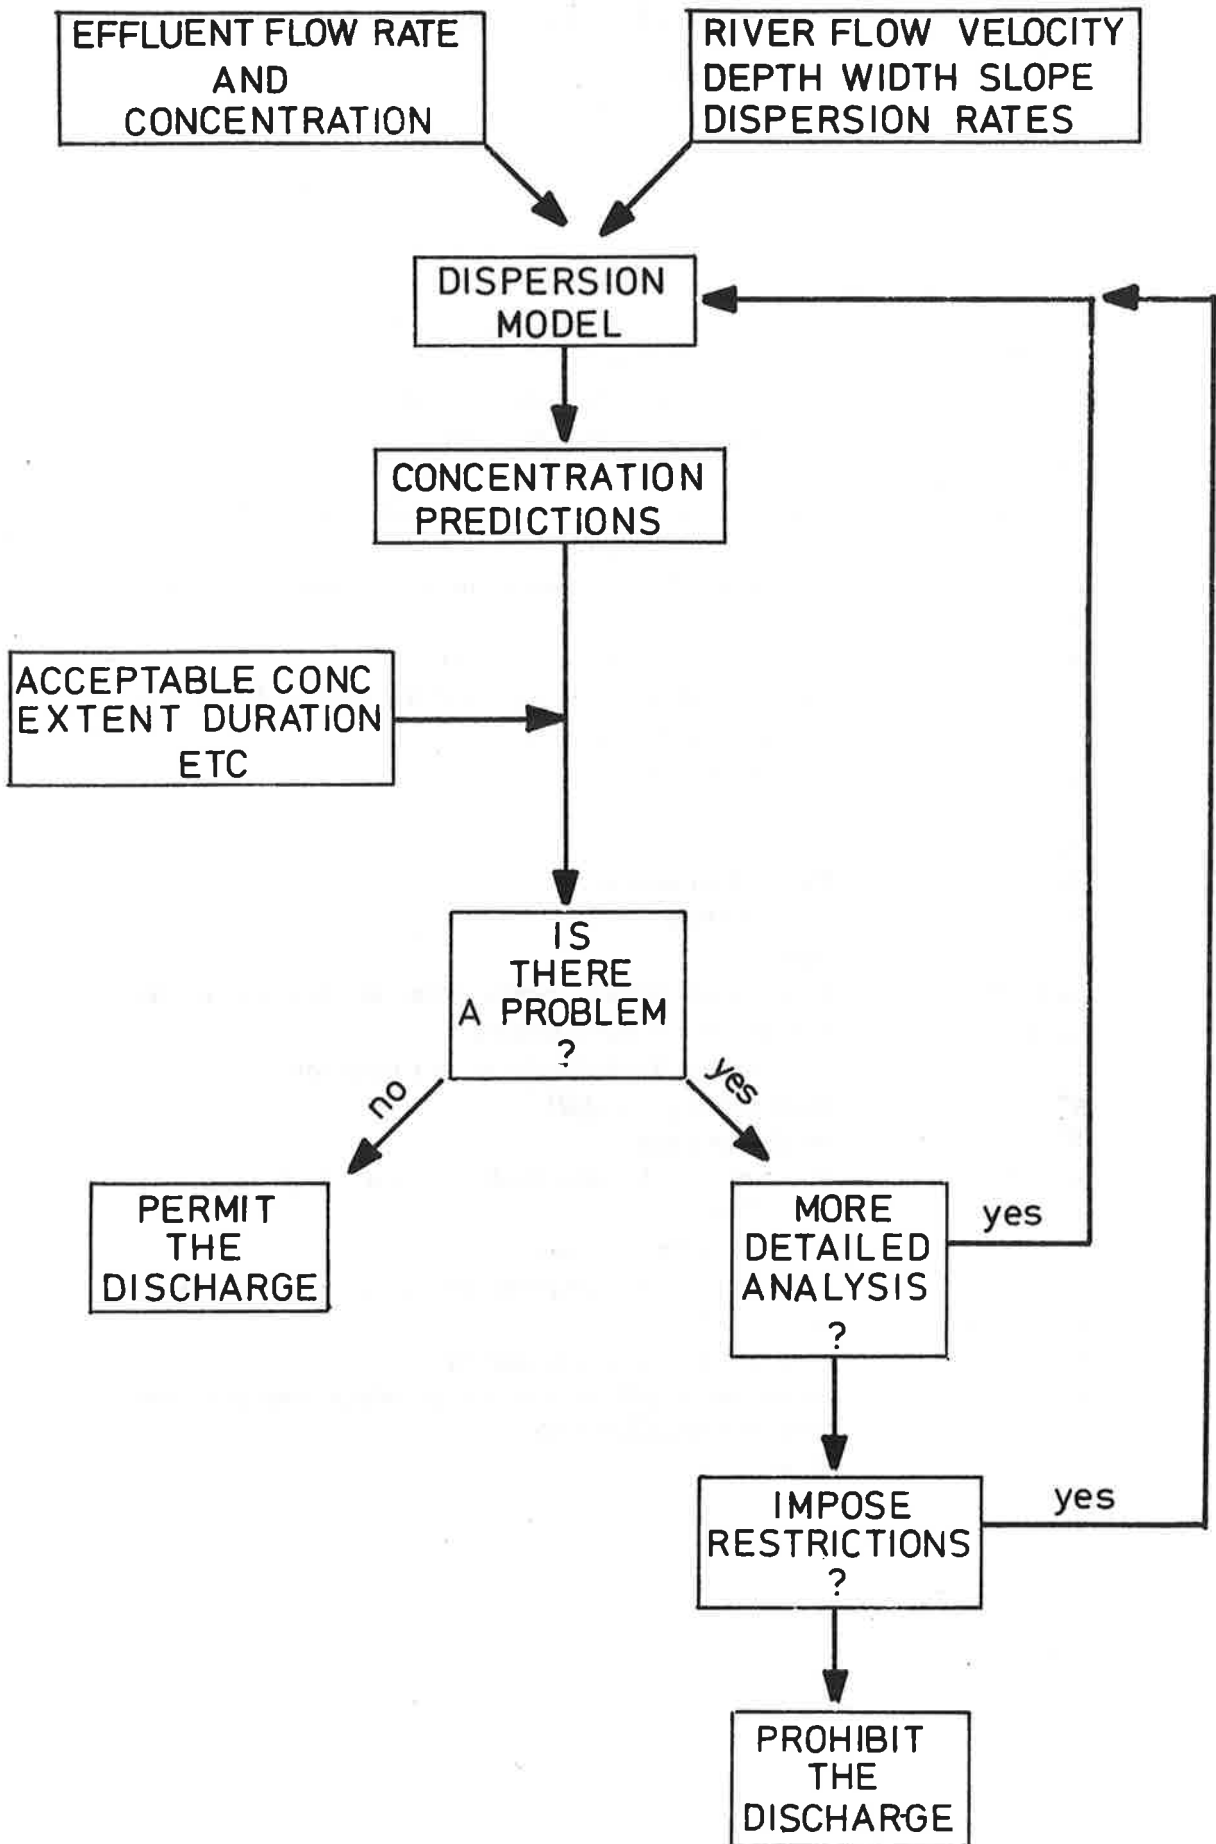 EFFLUENT FLOW RATE
AND
CONCENTRATION
RIVER FLOW VELOCITY
DEPTH WIDTH SLOPE
DISPERSION RATES
DISPERSION
MODEL
CONCENTRATION
PREDICTIONS
ACCEPTABLE CONC
EXTENT DURATION
ETC
IS
THERE
A PROBLEM
?
no
yes
PERMIT
THE
DISCHARGE
MORE
DETAILED
ANALYSIS
?
yes
IMPOSE
RESTRICTIONS
?
yes
PROHIBIT
THE
DISCHARGE